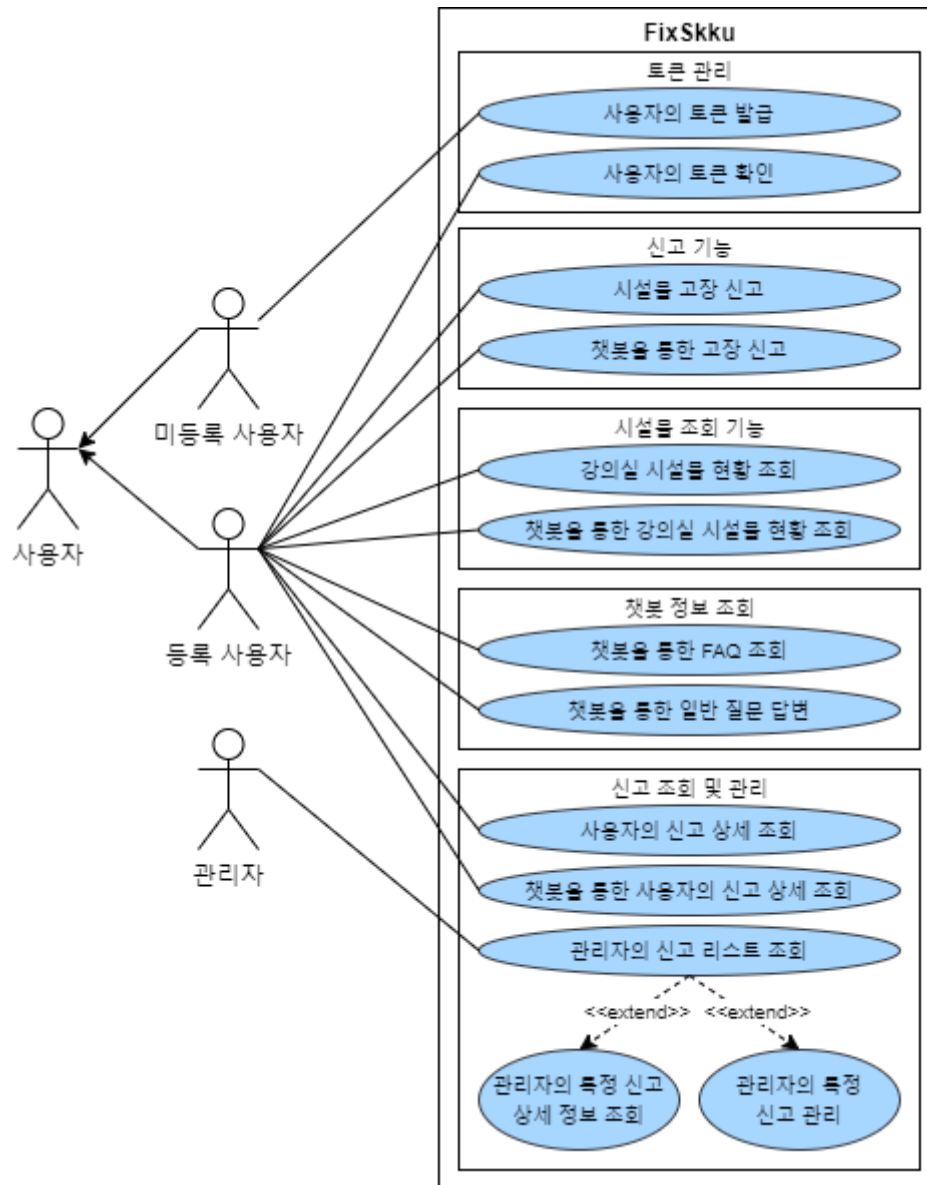 FixSkku
토큰 관리
사용자의 토큰 발급
사용자의 토큰 확인
신고 기능
시설물 고장 신고
챗봇을 통한 고장 신고
미등록 사용자
시설물 조회 기능
강의실 시설물 현황 조회
챗봇을 통한 강의실 시설물 현황 조회
사용자
등록 사용자
챗봇 정보 조회
챗봇을 통한 FAQ 조회
챗봇을 통한 일반 질문 답변
관리자
신고 조회 및 관리
사용자의 신고 상세 조회
챗봇을 통한 사용자의 신고 상세 조회
관리자의 신고 리스트 조회
<<extend>>
<<extend>>
관리자의 특정 신고
상세 정보 조회
관리자의 특정
신고 관리